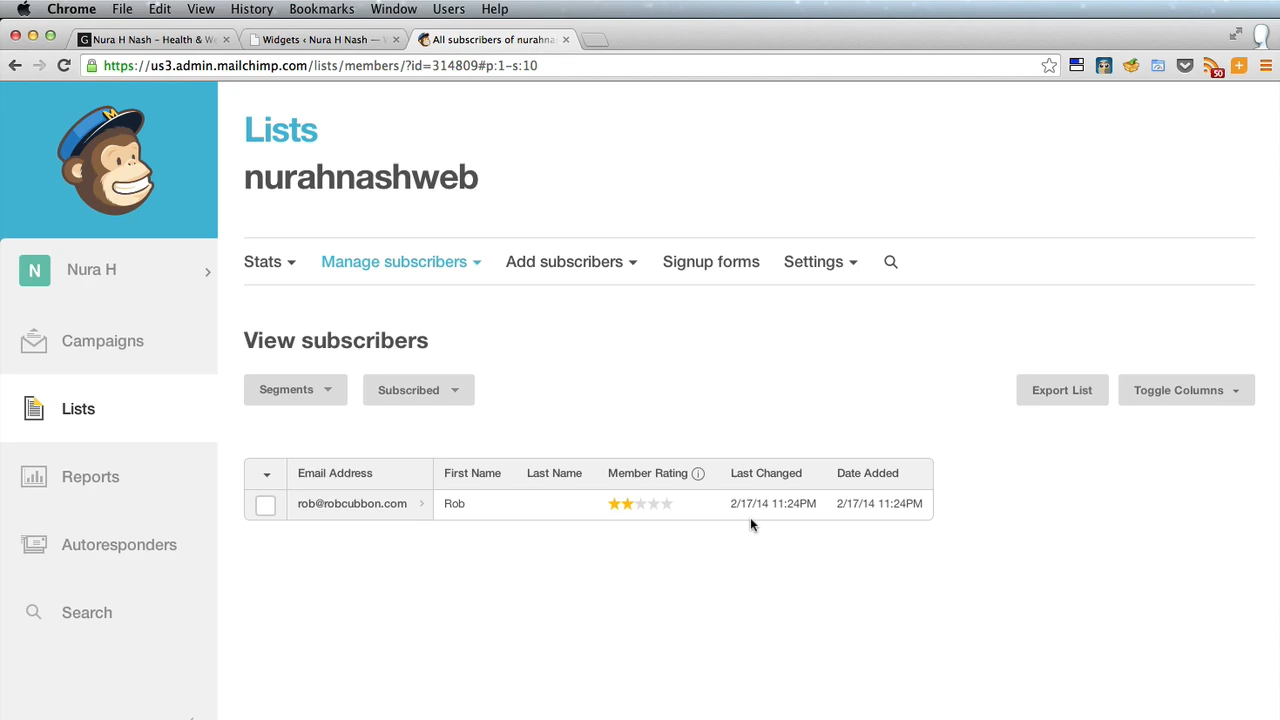 Chrome File Edit View History Bookmarks Window Users Help
Nura H Nash – Health & We
Widgets ‹ Nura H Nash —
All subscribers of nurahna
https://us3.admin.mailchimp.com/lists/members/?id=314809#p:1-s:10
50
M
Lists
nurahnashweb
N Nura H
Stats Manage subscribers Add subscribers Signup forms Settings
Campaigns
View subscribers
Segments Subscribed Export List Toggle Columns
Lists
Reports
Email Address First Name Last Name Member Rating Last Changed Date Added
rob@robcubbon.com Rob 2/17/14 11:24PM 2/17/14 11:24PM
Autoresponders
Search